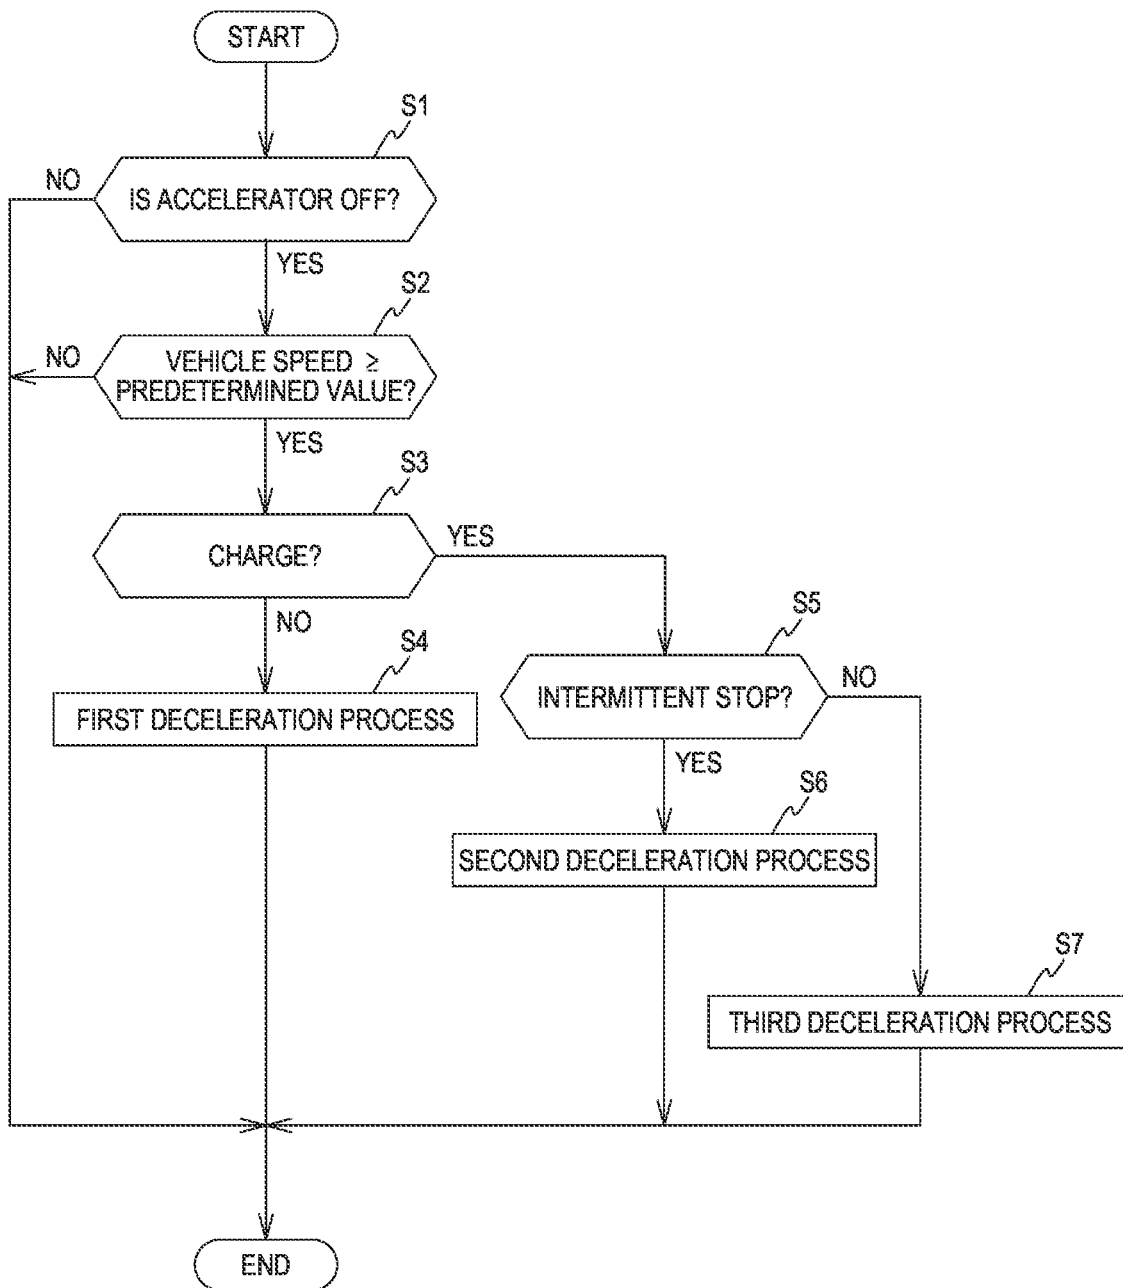 START
S1
NO
IS ACCELERATOR OFF?
YES
S2
NO
VEHICLE SPEED ≥
PREDETERMINED VALUE?
YES
S3
YES
CHARGE?
NO
S5
S4
NO
INTERMITTENT STOP?
FIRST DECELERATION PROCESS
YES
S6
SECOND DECELERATION PROCESS
S7
THIRD DECELERATION PROCESS
END